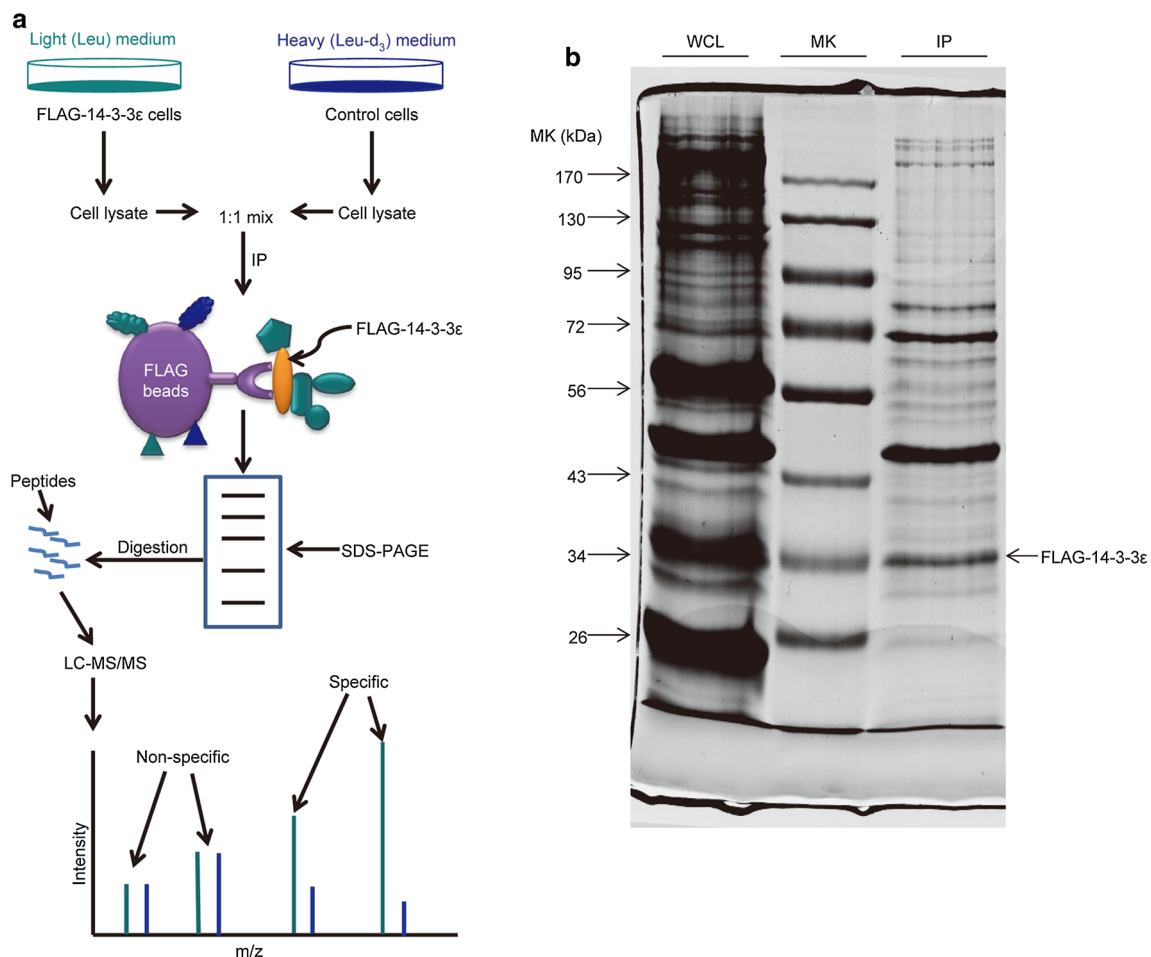 a
Light (Leu) medium
Heavy (Leu-d3) medium
FLAG-14-3-3ε cells
Control cells
Cell lysate
1:1 mix
Cell lysate
IP
FLAG-14-3-3ε
FLAG
beads
Peptides
Digestion
SDS-PAGE
LC-MS/MS
Specific
Non-specific
Intensity
m/z
b
WCL
MK
IP
MK (kDa)
170
130
95
72
56
43
34
FLAG-14-3-3ε
26